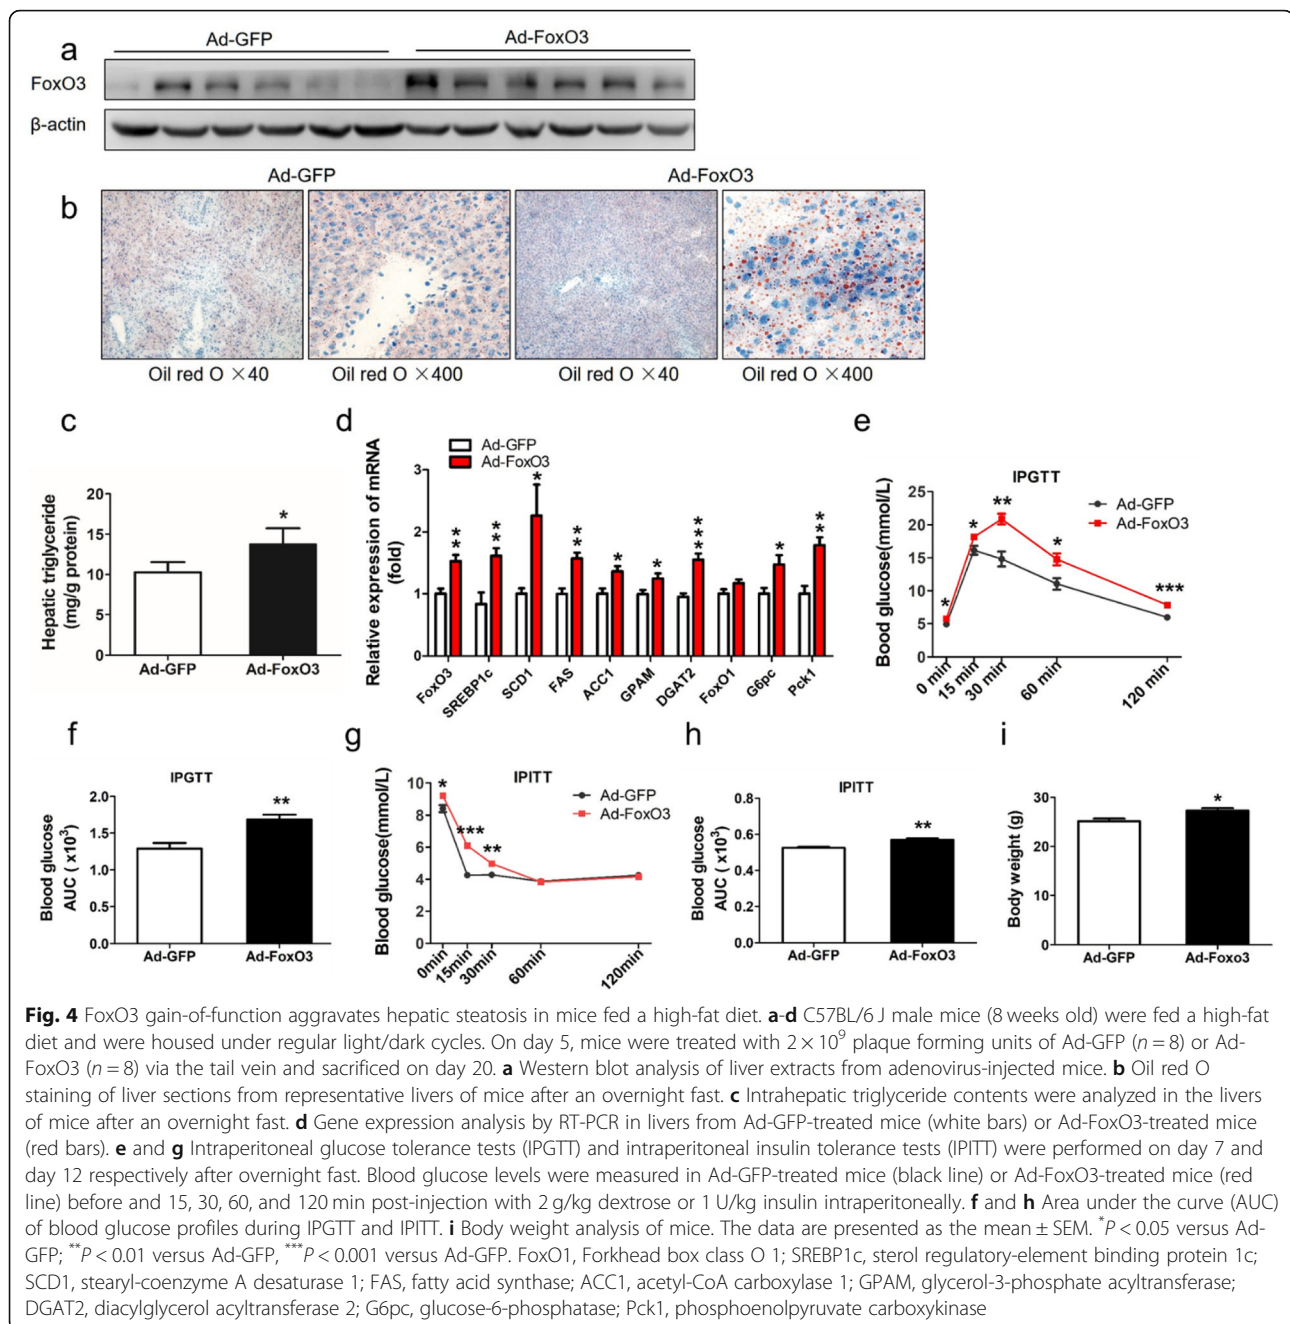 a
Ad-GFP
Ad-FoxO3
FoxO3
β-actin
b
Ad-GFP
Ad-FoxO3
Oil red O ×40
Oil red O ×400
Oil red O ×40
Oil red O ×400
c
Hepatic triglyceride
(mg/g protein)
20
15
10
5
0
*
Ad-GFP
Ad-FoxO3
d
Relative expression of mRNA
(fold)
3
2
1
0
Ad-GFP
Ad-FoxO3
**
**
*
**
*
*
***
*
**
FoxO3
SREBP1c
SCD1
FAS
ACC1
GPAM
DGAT2
FoxO1
G6pc
Pck1
e
IPGTT
Bood glucose(mmol/L)
25
20
15
10
5
0
Ad-GFP
Ad-FoxO3
*
*
**
*
***
0 min
15 min
30 min
60 min
120 min
f
IPGTT
Blood glucose
AUC ( x10³)
2.0
1.5
1.0
0.5
0.0
**
Ad-GFP
Ad-FoxO3
g
IPITT
Blood glucose(mmol/L)
10
8
6
4
2
0
*
***
**
Ad-GFP
Ad-FoxO3
0min
15min
30min
60min
120min
h
IPITT
Blood glucose
AUC ( x10³)
0.8
0.6
0.4
0.2
0.0
**
Ad-GFP
Ad-FoxO3
i
Body weight (g)
30
20
10
0
*
Ad-GFP
Ad-Foxo3
Fig. 4 FoxO3 gain-of-function aggravates hepatic steatosis in mice fed a high-fat diet. a-d C57BL/6 J male mice (8 weeks old) were fed a high-fat
diet and were housed under regular light/dark cycles. On day 5, mice were treated with 2 × 10⁹ plaque forming units of Ad-GFP (n = 8) or Ad-
FoxO3 (n = 8) via the tail vein and sacrificed on day 20. a Western blot analysis of liver extracts from adenovirus-injected mice. b Oil red O
staining of liver sections from representative livers of mice after an overnight fast. c Intrahepatic triglyceride contents were analyzed in the livers
of mice after an overnight fast. d Gene expression analysis by RT-PCR in livers from Ad-GFP-treated mice (white bars) or Ad-FoxO3-treated mice
(red bars). e and g Intraperitoneal glucose tolerance tests (IPGTT) and intraperitoneal insulin tolerance tests (IPITT) were performed on day 7 and
day 12 respectively after overnight fast. Blood glucose levels were measured in Ad-GFP-treated mice (black line) or Ad-FoxO3-treated mice (red
line) before and 15, 30, 60, and 120 min post-injection with 2 g/kg dextrose or 1 U/kg insulin intraperitoneally. f and h Area under the curve (AUC)
of blood glucose profiles during IPGTT and IPITT. i Body weight analysis of mice. The data are presented as the mean ± SEM. *P < 0.05 versus Ad-
GFP; **P < 0.01 versus Ad-GFP, ***P < 0.001 versus Ad-GFP. FoxO1, Forkhead box class O 1; SREBP1c, sterol regulatory-element binding protein 1c;
SCD1, stearyl-coenzyme A desaturase 1; FAS, fatty acid synthase; ACC1, acetyl-CoA carboxylase 1; GPAM, glycerol-3-phosphate acyltransferase;
DGAT2, diacylglycerol acyltransferase 2; G6pc, glucose-6-phosphatase; Pck1, phosphoenolpyruvate carboxykinase